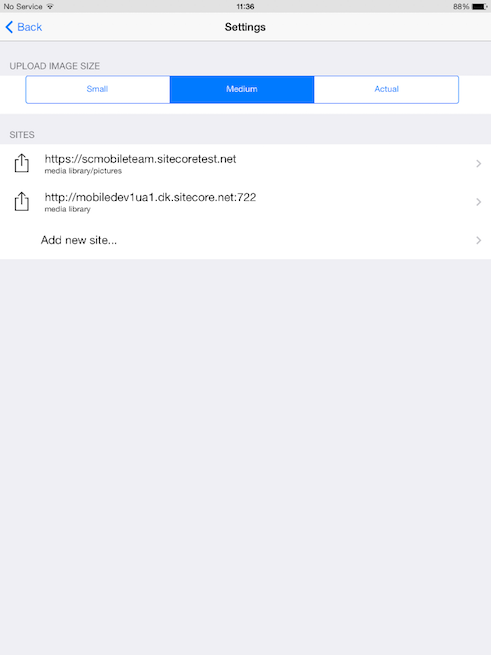 No Service 11:36 88%
Back Settings
UPLOAD IMAGE SIZE
Small Medium Actual
SITES
https://scmobileteam.sitecoretest.net
media library/pictures
http://mobiledev1ua1.dk.sitecore.net:722
media library
Add new site...